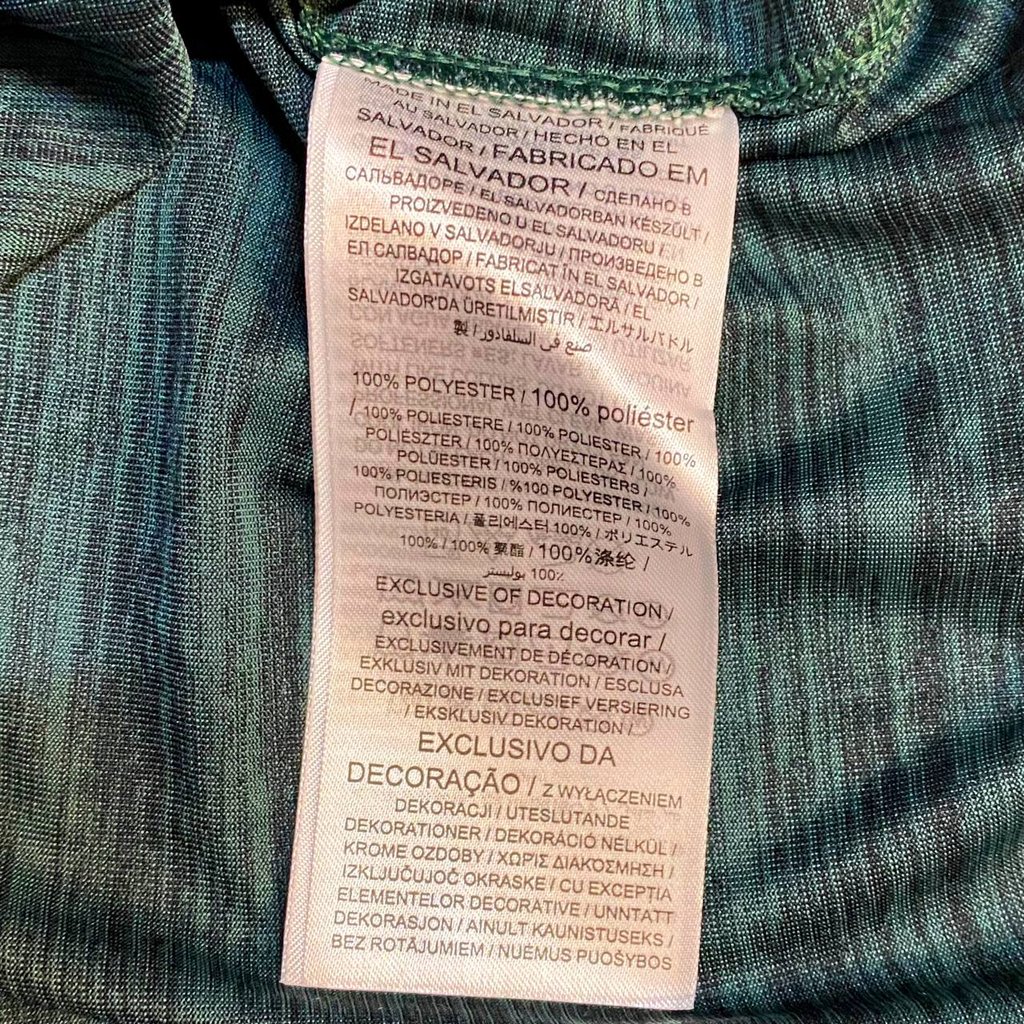 MADE IN EL SALVADOR / FABRIQUÉ
AU SALVADOR / HECHO EN EL
SALVADOR / FABRICADO EM
EL SALVADOR / СДЕЛАНО В
САЛЬВАДОРЕ / EL SALVADORBAN KÉSZÜLT /
PROIZVEDENO U EL SALVADORU /
IZDELANO V SALVADORJU / ПРОИЗВЕДЕНО В
ЕЛ САЛВАДОР / FABRICAT ÎN EL SALVADOR /
IZGATAVOTS ELSALVADORA / EL
SALVADOR'DA ÜRETILMISTIR / エルサルバトル
製 / صنع في السلفادور
100% POLYESTER / 100% poliéster
/ 100% POLIESTERE / 100% POLIESTER / 100%
POLIÉSZTER / 100% ΠΟΛΥΕΣΤΕΡΑΣ / 100%
POLÜESTER / 100% POLIESTERS /
100% POLIESTERIS / %100 POLYESTER / 100%
ПОЛИЭСТЕР / 100% ПОЛИЕСТЕР / 100%
POLYESTERIA / 폴리에스터 100% / ポリエステル
100% / 100% 聚酯 / 100%涤纶 /
100٪ بوليستر
EXCLUSIVE OF DECORATION /
exclusivo para decorar /
EXCLUSIVEMENT DE DÉCORATION /
EXKLUSIV MIT DEKORATION / ESCLUSA
DECORAZIONE / EXCLUSIEF VERSIERING
/ EKSKLUSIV DEKORATION /
EXCLUSIVO DA
DECORAÇÃO / Z WYŁĄCZENIEM
DEKORACJI / UTESLUTANDE
DEKORATIONER / DEKORÁCIÓ NÉLKÜL /
KROME OZDOBY / ΧΩΡΙΣ ΔΙΑΚΌΣΜΗΣΗ /
IZKLJUČUJOČ OKRASKE / CU EXCEPȚIA
ELEMENTELOR DECORATIVE / UNNTATT
DEKORASJON / AINULT KAUNISTUSEKS /
BEZ ROTĀJUMIEM / NUEMUS PUOŠYBOS